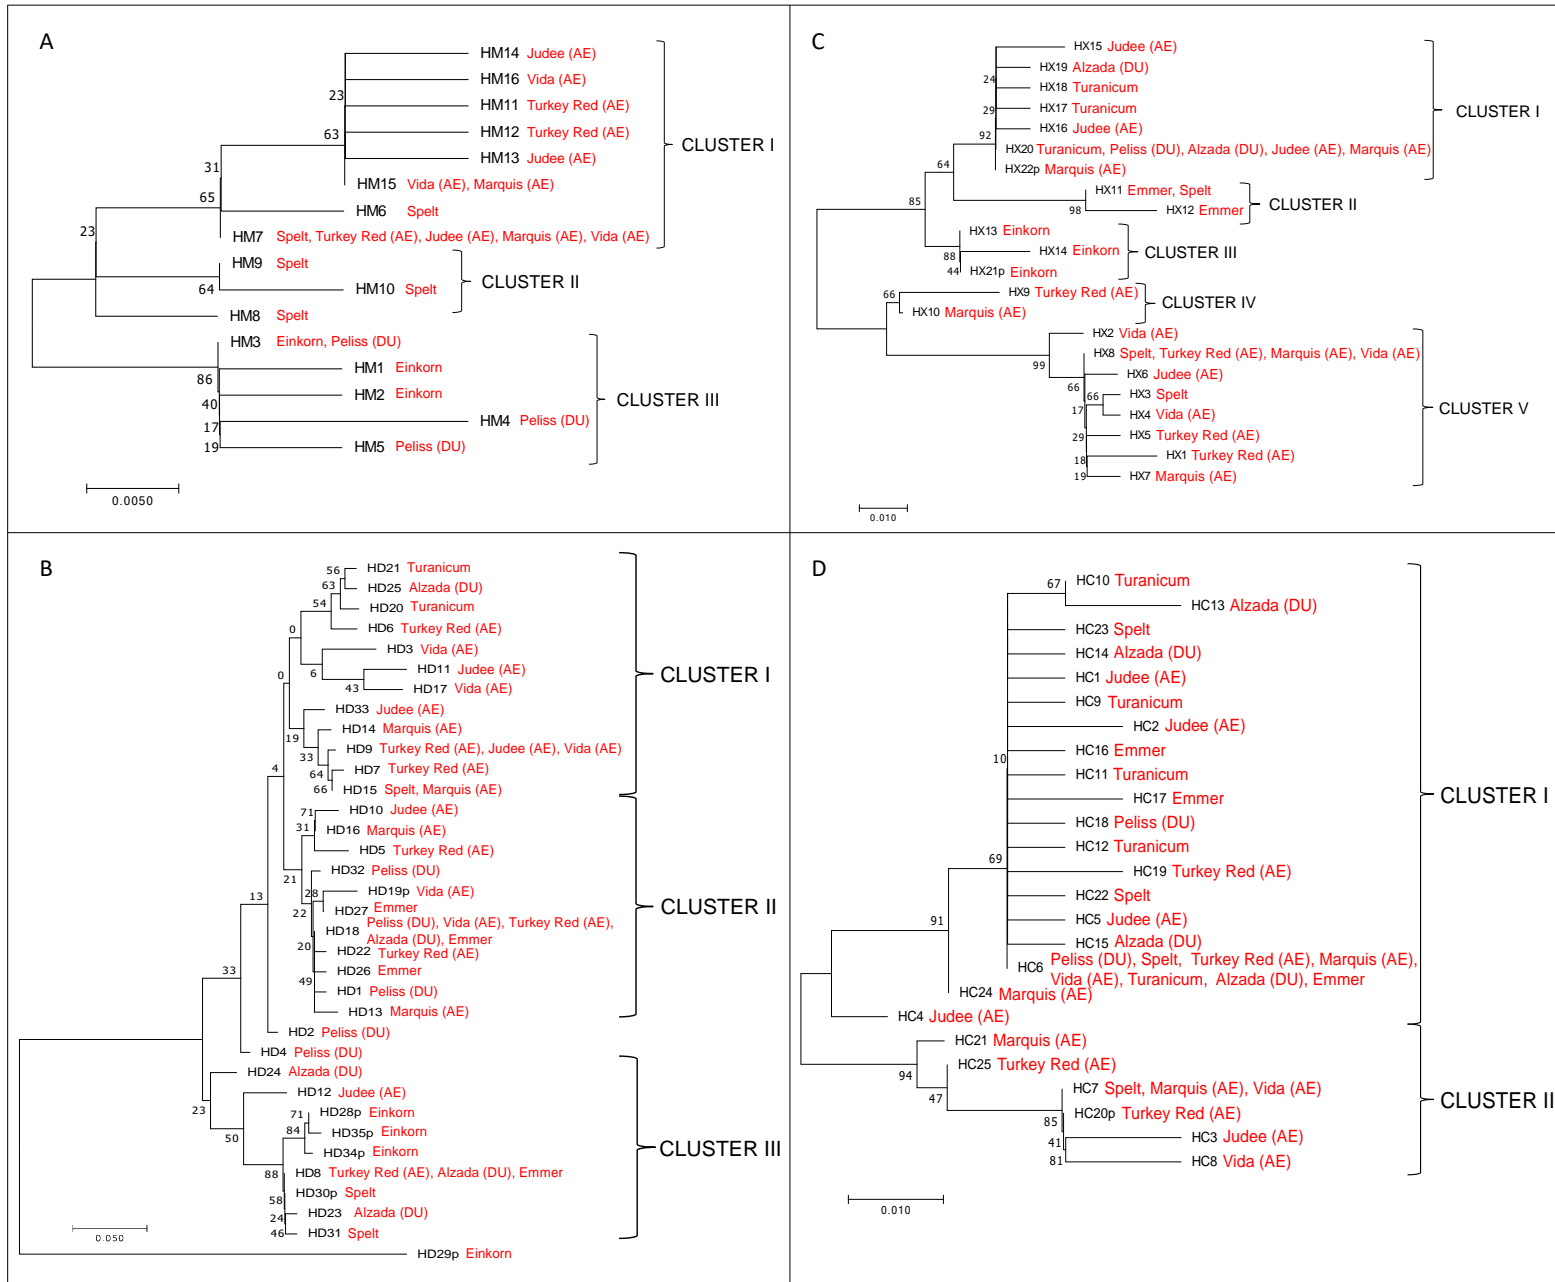 A
HM14 Judee (AE)
HM16 Vida (AE)
23
HM11 Turkey Red (AE)
HM12 Turkey Red (AE)
63
HM13 Judee (AE)
CLUSTER I
31
HM15 Vida (AE), Marquis (AE)
65
HM6 Spelt
23
HM7 Spelt, Turkey Red (AE), Judee (AE), Marquis (AE), Vida (AE)
HM9 Spelt
64
HM10 Spelt
CLUSTER II
HM8 Spelt
HM3 Einkorn, Peliss (DU)
HM1 Einkorn
86
HM2 Einkorn
40
CLUSTER III
17
HM4 Peliss (DU)
19
HM5 Peliss (DU)
0.0050
C
HX15 Judee (AE)
HX19 Alzada (DU)
24
HX18 Turanicum
29
HX17 Turanicum
CLUSTER I
92
HX16 Judee (AE)
HX20 Turanicum, Peliss (DU), Alzada (DU), Judee (AE), Marquis (AE)
64
HX22p Marquis (AE)
HX11 Emmer, Spelt
85
98
HX12 Emmer
CLUSTER II
HX13 Einkorn
88
HX14 Einkorn
CLUSTER III
44
HX21p Einkorn
66
HX9 Turkey Red (AE)
HX10 Marquis (AE)
CLUSTER IV
HX2 Vida (AE)
HX8 Spelt, Turkey Red (AE), Marquis (AE), Vida (AE)
99
HX6 Judee (AE)
66
66
HX3 Spelt
17
HX4 Vida (AE)
CLUSTER V
29
HX5 Turkey Red (AE)
18
HX1 Turkey Red (AE)
19
HX7 Marquis (AE)
0.010
B
56
HD21 Turanicum
63
HD25 Alzada (DU)
54
HD20 Turanicum
0
HD6 Turkey Red (AE)
HD3 Vida (AE)
6
HD11 Judee (AE)
0
43
HD17 Vida (AE)
CLUSTER I
HD33 Judee (AE)
19
HD14 Marquis (AE)
33
HD9 Turkey Red (AE), Judee (AE), Vida (AE)
4
64
HD7 Turkey Red (AE)
66
HD15 Spelt, Marquis (AE)
71
HD10 Judee (AE)
31
HD16 Marquis (AE)
HD5 Turkey Red (AE)
21
HD32 Peliss (DU)
13
28
HD19p Vida (AE)
22
HD27 Emmer
CLUSTER II
HD18 Peliss (DU), Vida (AE), Turkey Red (AE),
Alzada (DU), Emmer
20
HD22 Turkey Red (AE)
HD26 Emmer
33
49
HD1 Peliss (DU)
HD13 Marquis (AE)
HD2 Peliss (DU)
HD4 Peliss (DU)
HD24 Alzada (DU)
23
HD12 Judee (AE)
71
HD28p Einkorn
50
84
HD35p Einkorn
HD34p Einkorn
CLUSTER III
88
HD8 Turkey Red (AE), Alzada (DU), Emmer
HD30p Spelt
58
HD23 Alzada (DU)
24
46
HD31 Spelt
0.050
HD29p Einkorn
D
67
HC10 Turanicum
HC13 Alzada (DU)
HC23 Spelt
HC14 Alzada (DU)
HC1 Judee (AE)
HC9 Turanicum
HC2 Judee (AE)
10
HC16 Emmer
HC11 Turanicum
HC17 Emmer
CLUSTER I
HC18 Peliss (DU)
HC12 Turanicum
69
HC19 Turkey Red (AE)
HC22 Spelt
91
HC5 Judee (AE)
HC15 Alzada (DU)
HC6 Peliss (DU), Spelt, Turkey Red (AE), Marquis (AE),
Vida (AE), Turanicum, Alzada (DU), Emmer
HC24 Marquis (AE)
HC4 Judee (AE)
HC21 Marquis (AE)
94
HC25 Turkey Red (AE)
47
HC7 Spelt, Marquis (AE), Vida (AE)
CLUSTER II
HC20p Turkey Red (AE)
85
HC3 Judee (AE)
41
81
HC8 Vida (AE)
0.010